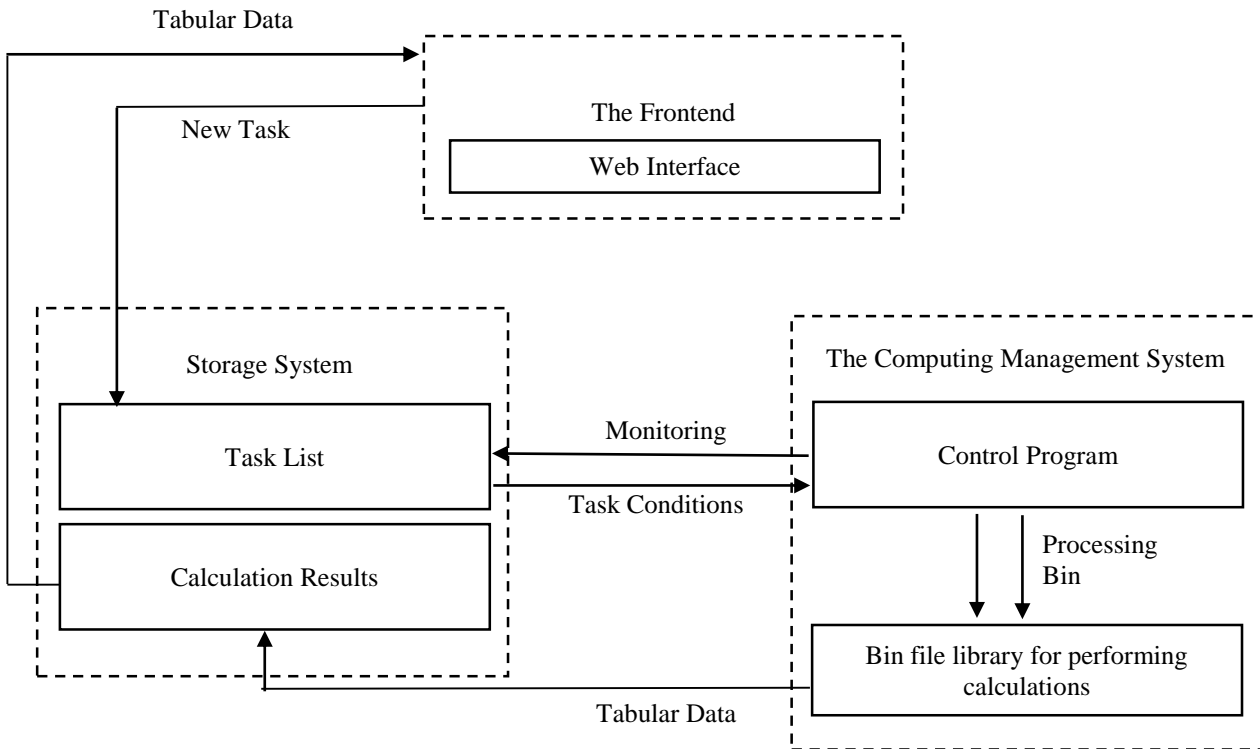 Tabular Data
New Task
The Frontend
Web Interface
Storage System
Task List
Calculation Results
Monitoring
Task Conditions
The Computing Management System
Control Program
Processing
Bin
Bin file library for performing
calculations
Tabular Data